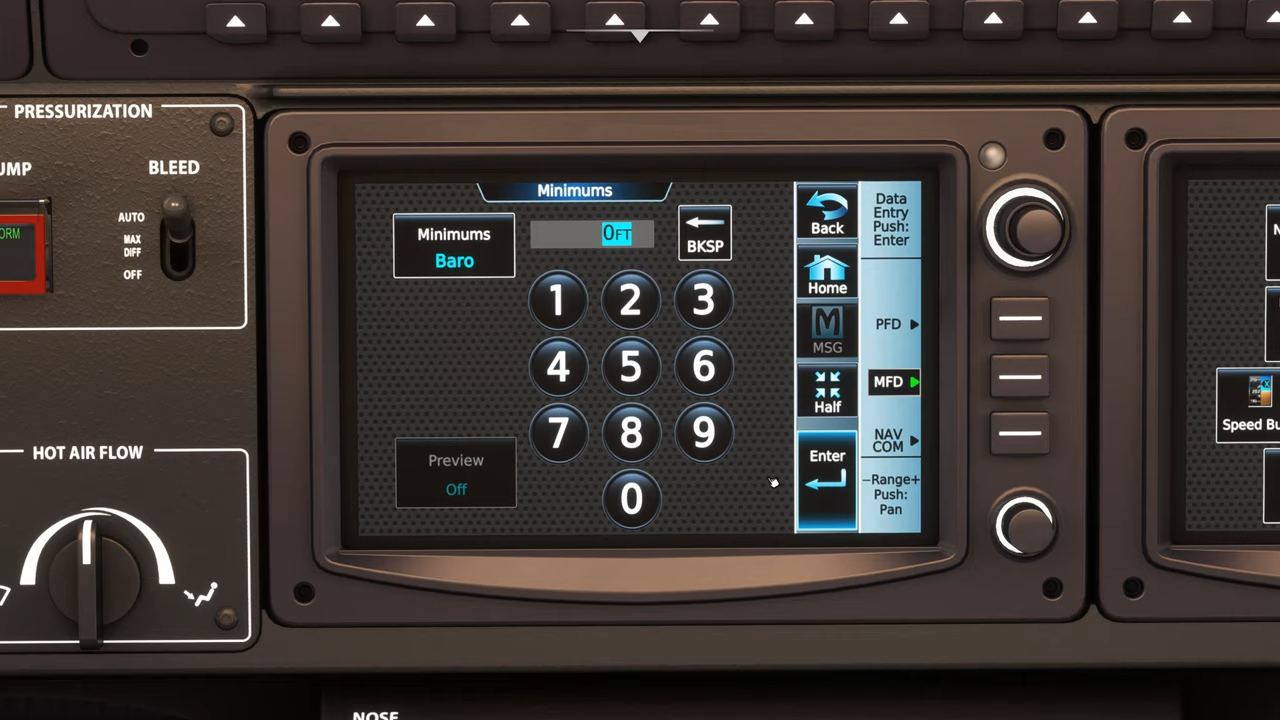 PRESSURIZATION
UMP
BLEED
AUTO
MAX
DIFF
OFF
ORM
HOT AIR FLOW
Minimums
Minimums
Baro
0FT
BKSP
1 2 3
4 5 6
7 8 9
0
Preview
Off
Back
Home
MSG
Half
Enter
Data
Entry
Push:
Enter
PFD
MFD
NAV
COM
−Range+
Push:
Pan
N
Speed Bu
NOSE